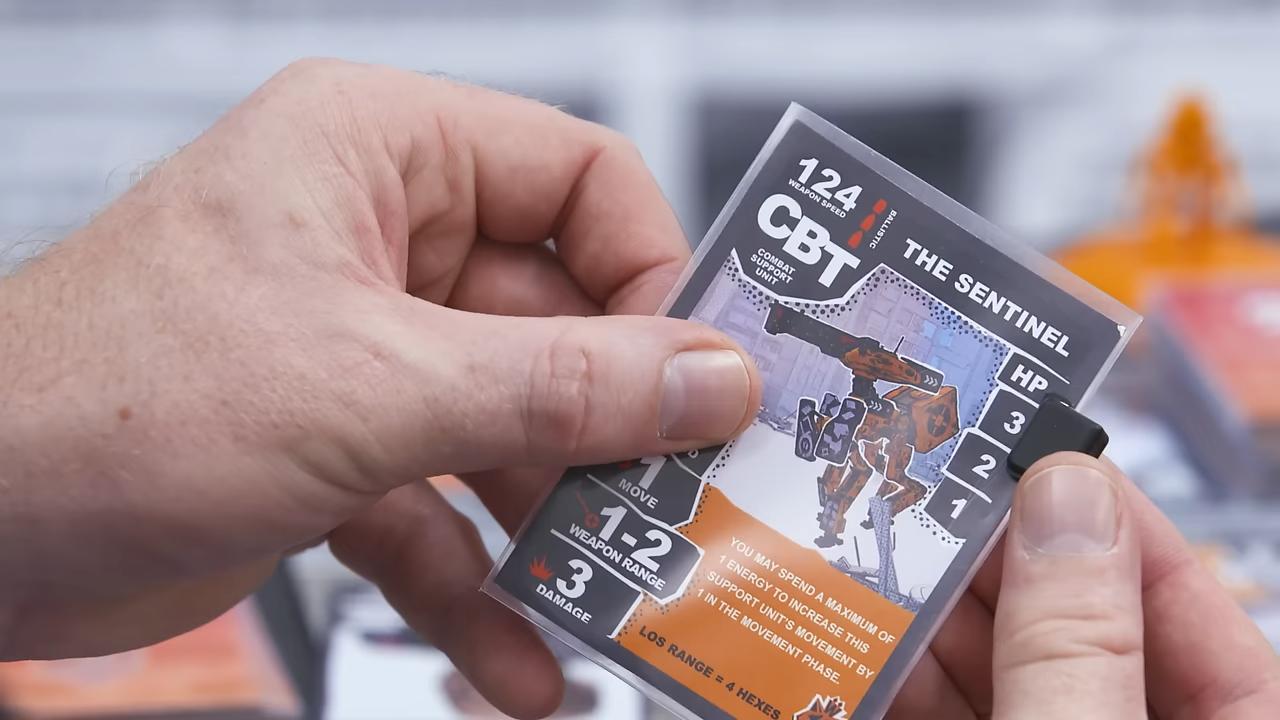 124
WEAPON SPEED
BALLISTIC
CBT
COMBAT
SUPPORT
UNIT
THE SENTINEL
HP
3
2
1
1
MOVE
1-2
WEAPON RANGE
3
DAMAGE
YOU MAY SPEND A MAXIMUM OF
1 ENERGY TO INCREASE THIS
SUPPORT UNIT'S MOVEMENT BY
1 IN THE MOVEMENT PHASE.
LOS RANGE = 4 HEXES